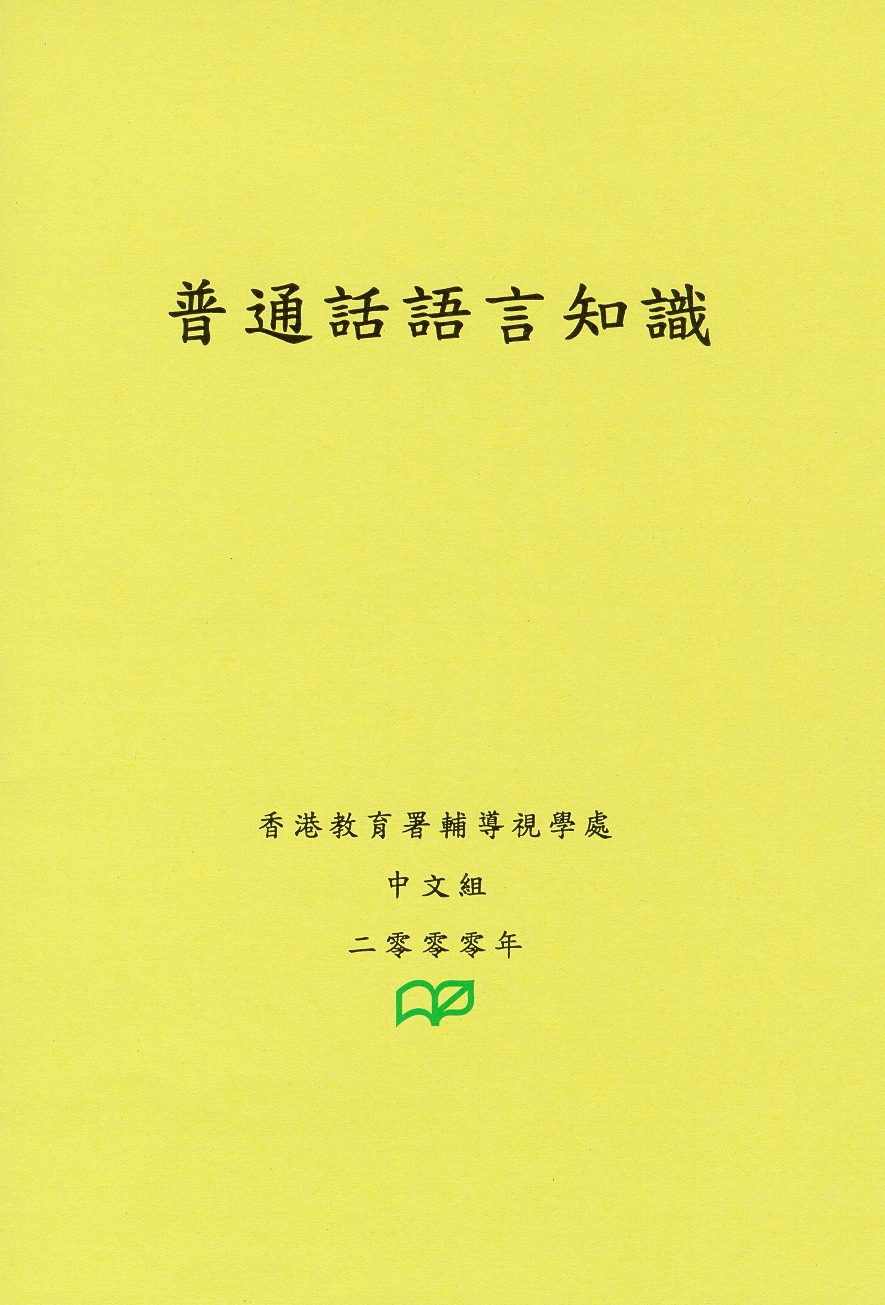 普通話語言知識
香港教育署輔導視學處
中文組
二零零零年